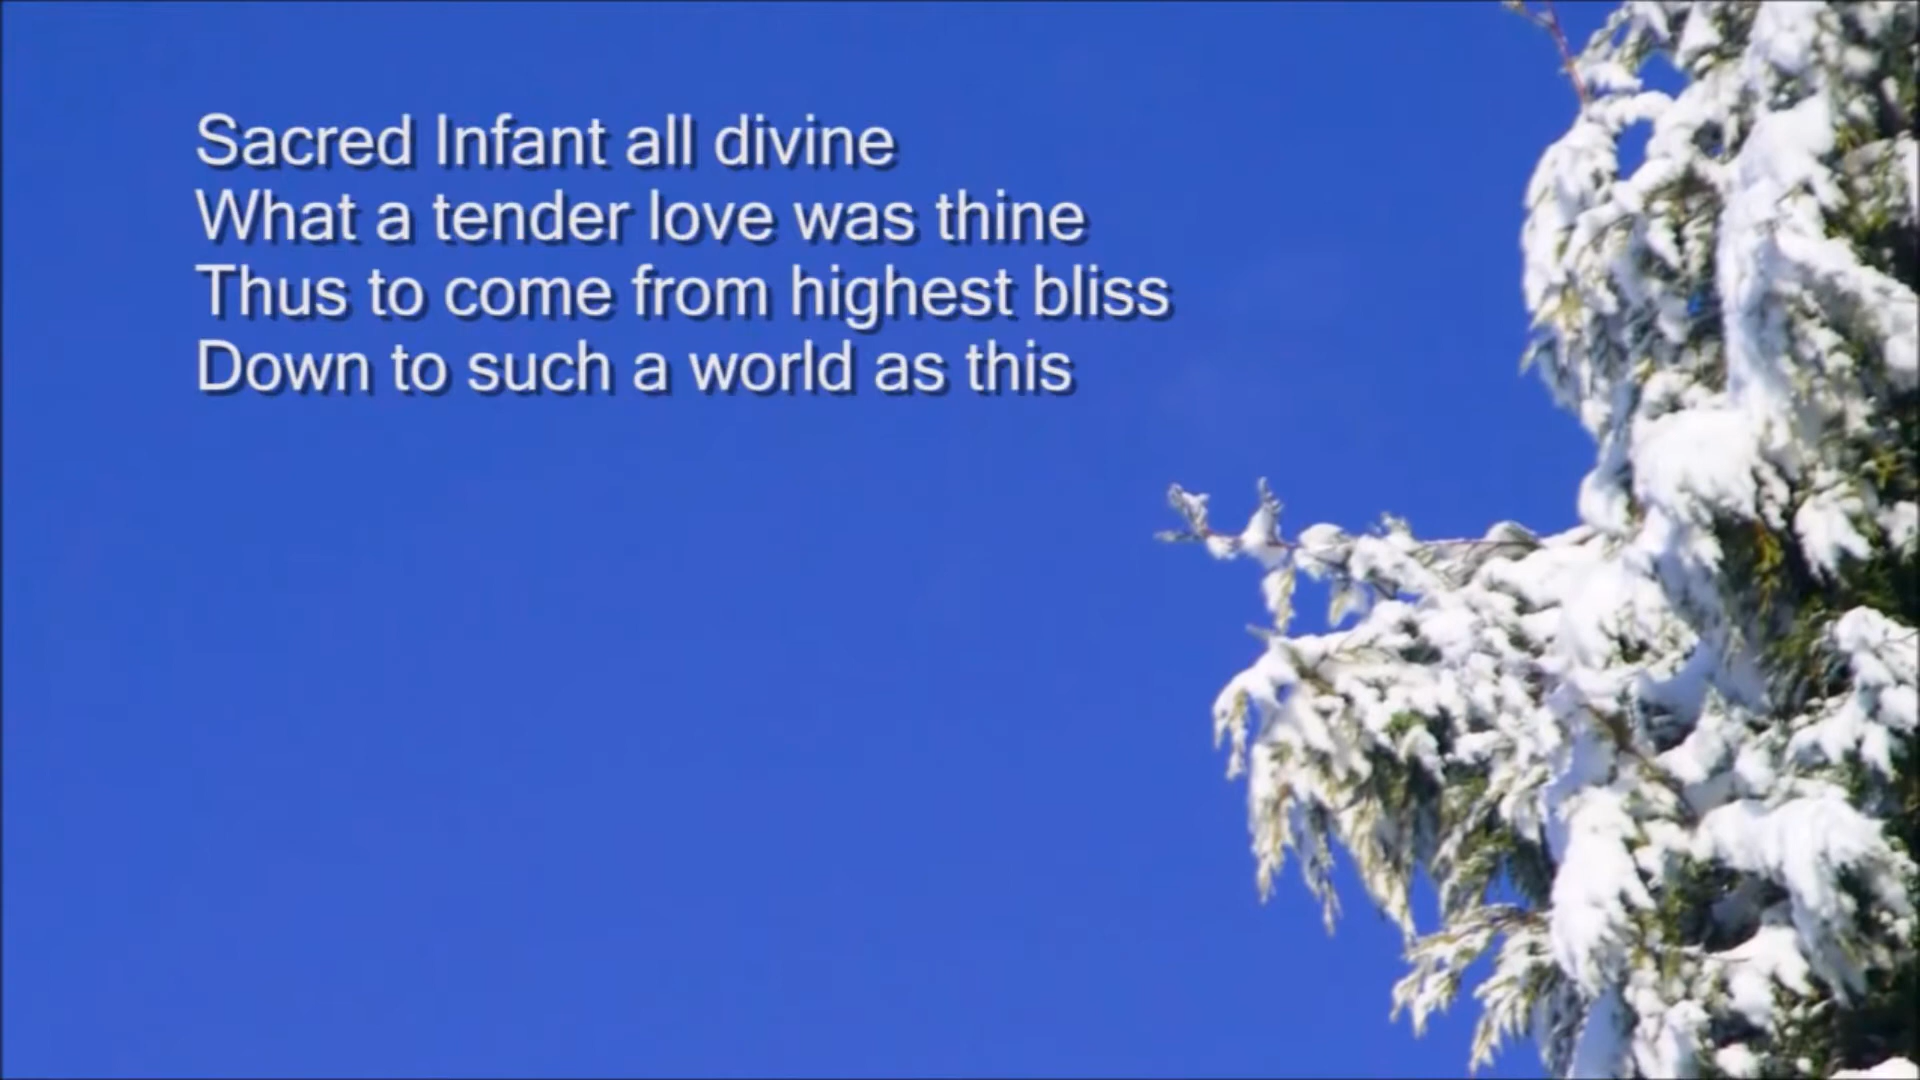 Sacred Infant all divine
What a tender love was thine
Thus to come from highest bliss
Down to such a world as this